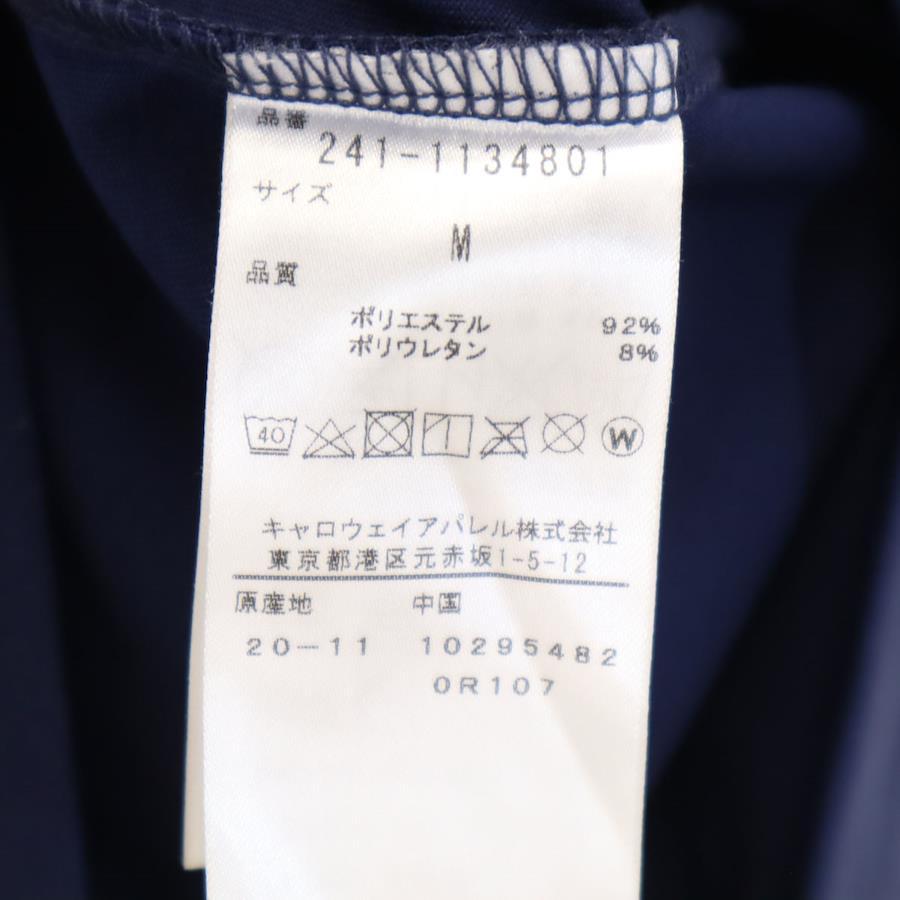 品番
241-1134801
サイズ
M
品質
ポリエステル 92%
ポリウレタン 8%
40 W
キャロウェイアパレル株式会社
東京都港区元赤坂1-5-12
原産地 中国
20-11 10295482
0R107